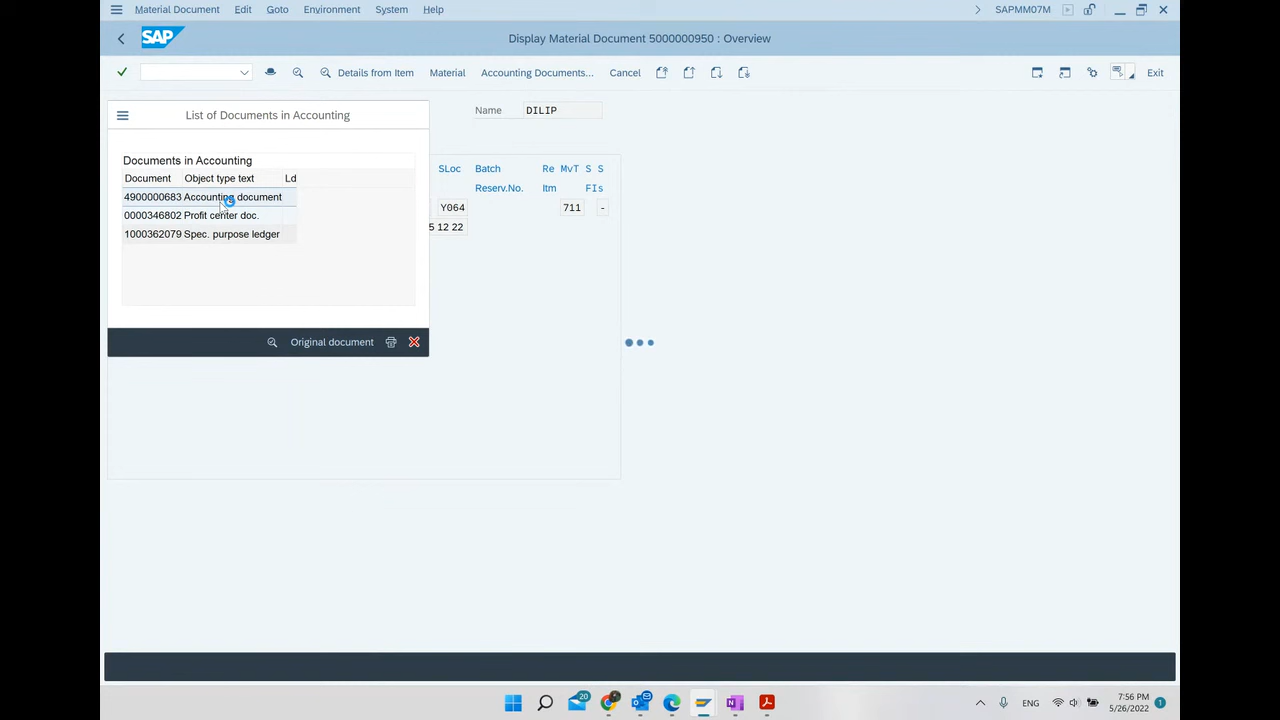 Material Document Edit Goto Environment System Help SAPMM07M
SAP Display Material Document 5000000950 : Overview
Details from Item Material Accounting Documents... Cancel Exit
List of Documents in Accounting
Name DILIP
Documents in Accounting
Document Object type text Ld
4900000683 Accounting document
0000346802 Profit center doc.
1000362079 Spec. purpose ledger
Original document
SLoc Batch Re MvT S S
Reserv.No. Itm FIs
Y064 711 -
5 12 22
20
ENG
7:56 PM
5/26/2022
1